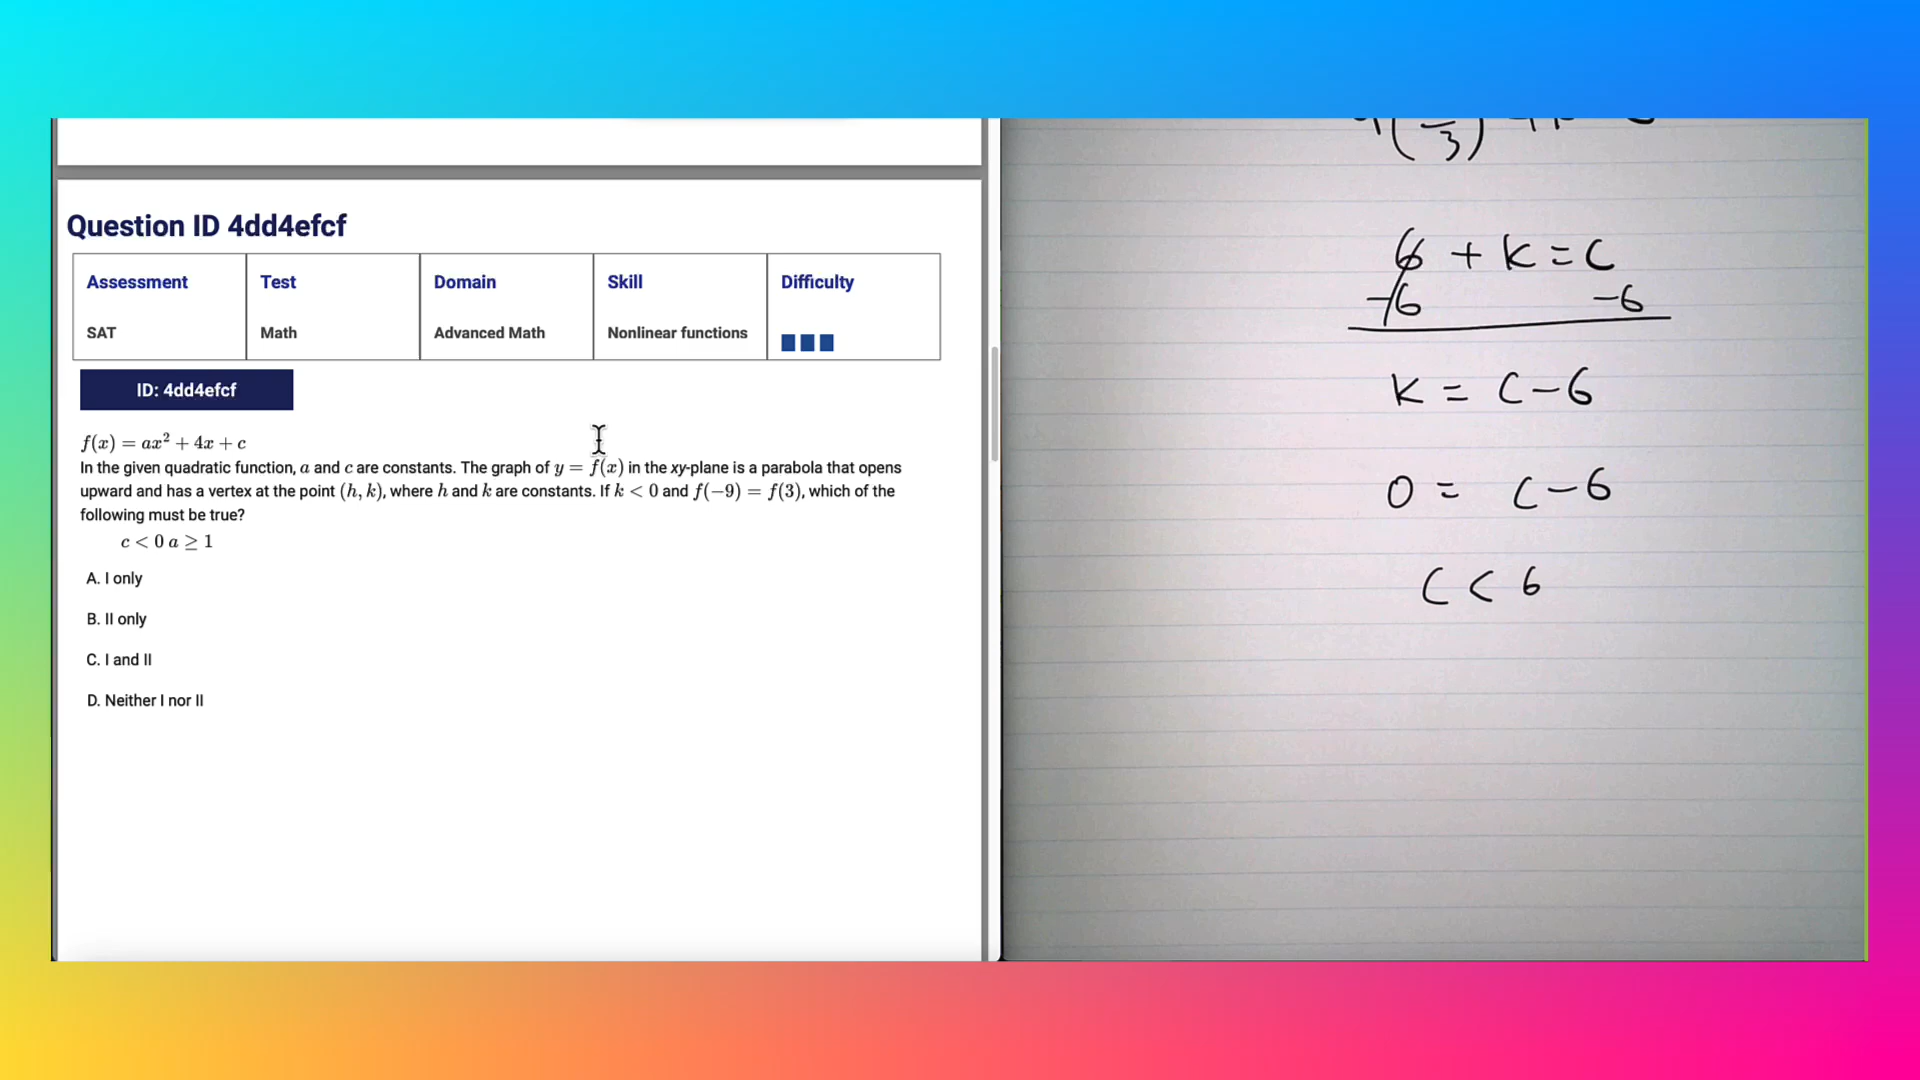 Question ID 4dd4efcf
Assessment Test Domain Skill Difficulty
SAT Math Advanced Math Nonlinear functions
ID: 4dd4efcf
f(x) = ax² + 4x + c
In the given quadratic function, a and c are constants. The graph of y = f(x) in the xy-plane is a parabola that opens
upward and has a vertex at the point (h, k), where h and k are constants. If k < 0 and f(−9) = f(3), which of the
following must be true?
c < 0 a ≥ 1
A. I only
B. II only
C. I and II
D. Neither I nor II
6 + k = c
-6 -6
k = c - 6
0 = c - 6
c < 6